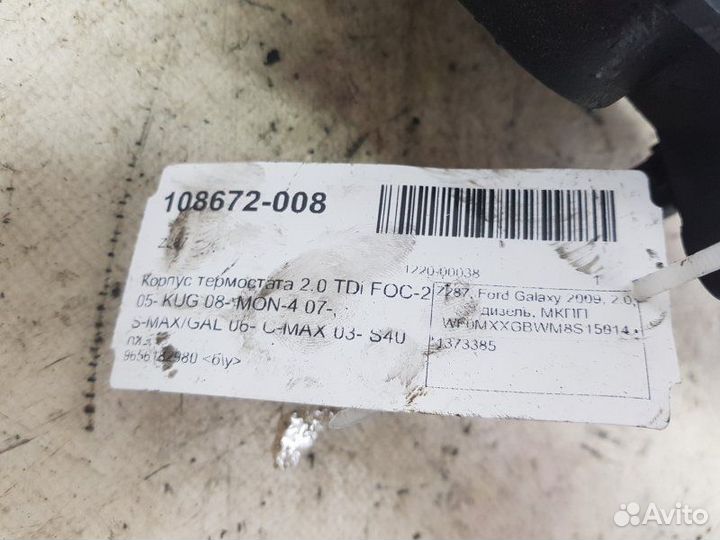 108672-008
1220-00038
Корпус термостата 2.0 TDi FOC-2
05- KUG 08- MON-4 07-,
S-MAX/GAL 06- C-MAX 03- S40
9656182980 <б\у>
7287, Ford Galaxy 2009, 2.0,
дизель, МКПП
WF0MXXGBWM8S15914
1373385
Avito